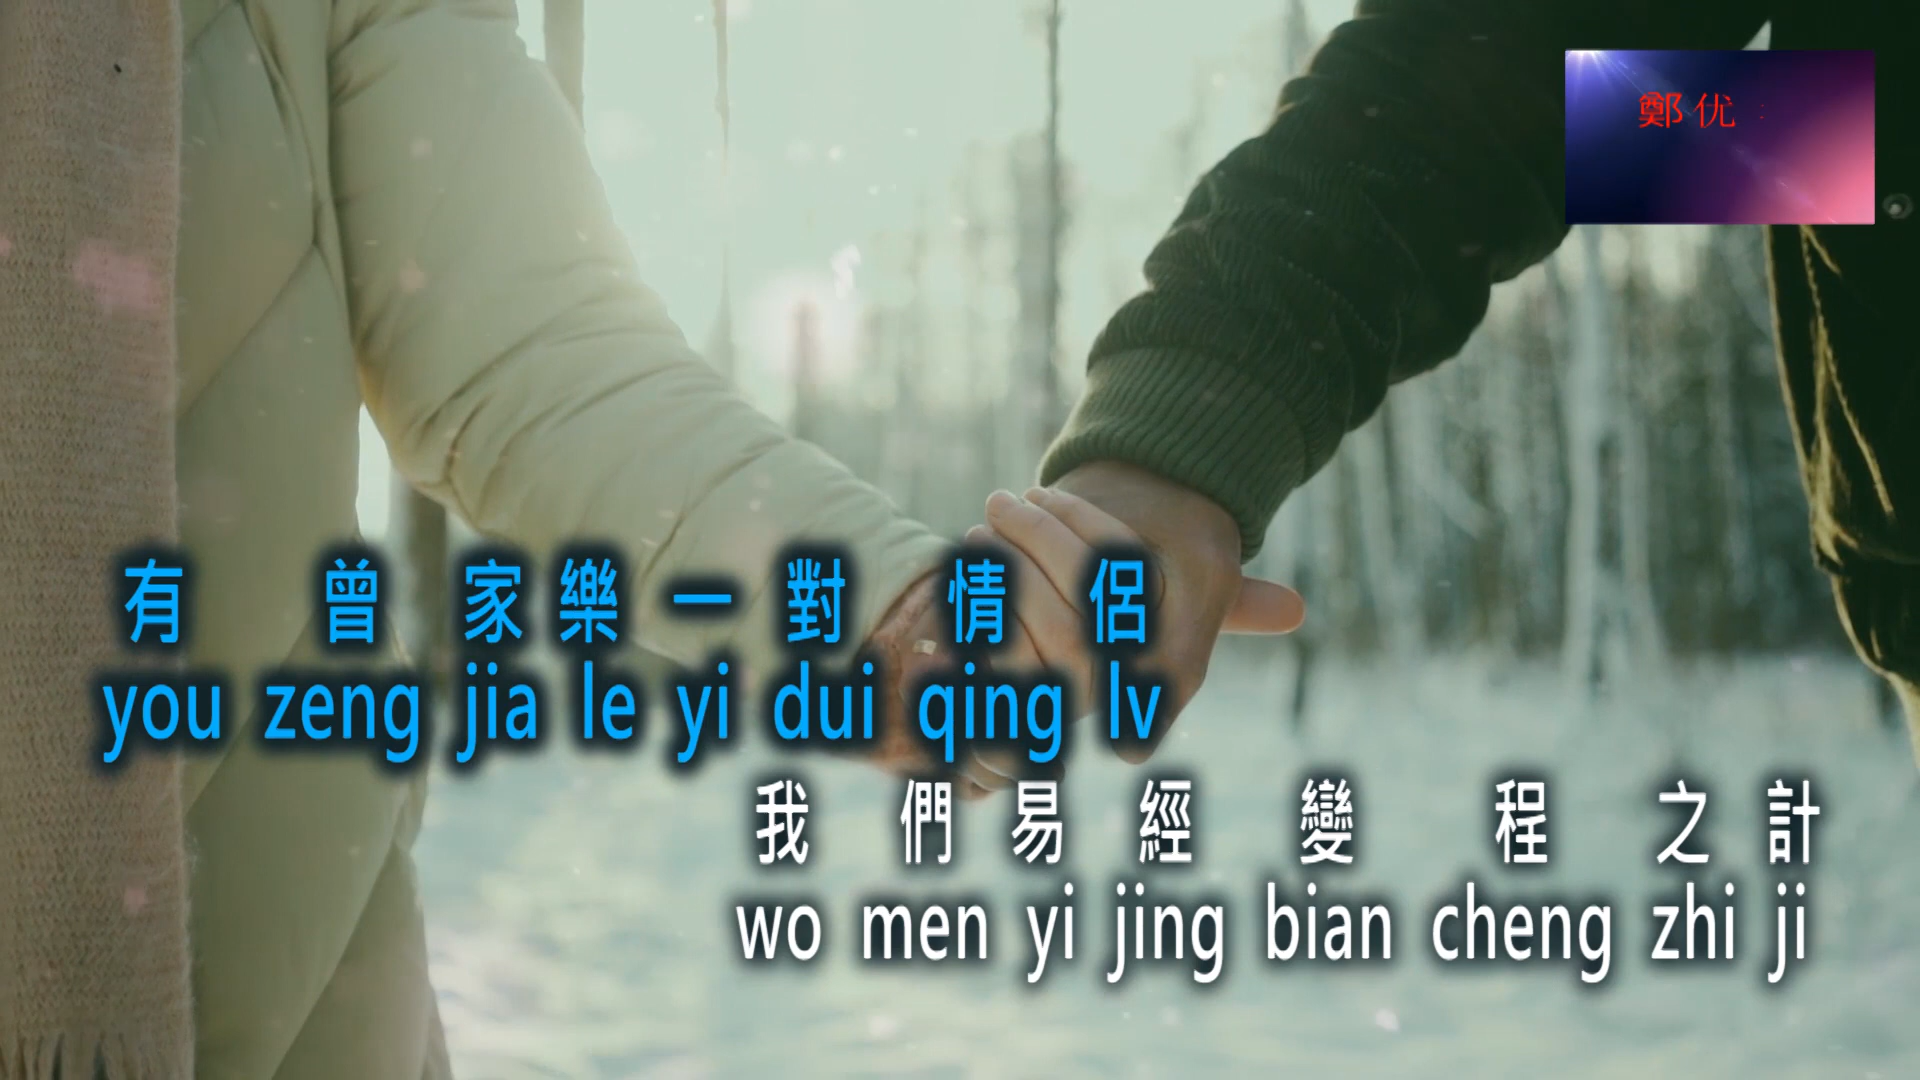 鄭优
有曾家樂一對情侶
you zeng jia le yi dui qing lv
我們易經變程之計
wo men yi jing bian cheng zhi ji